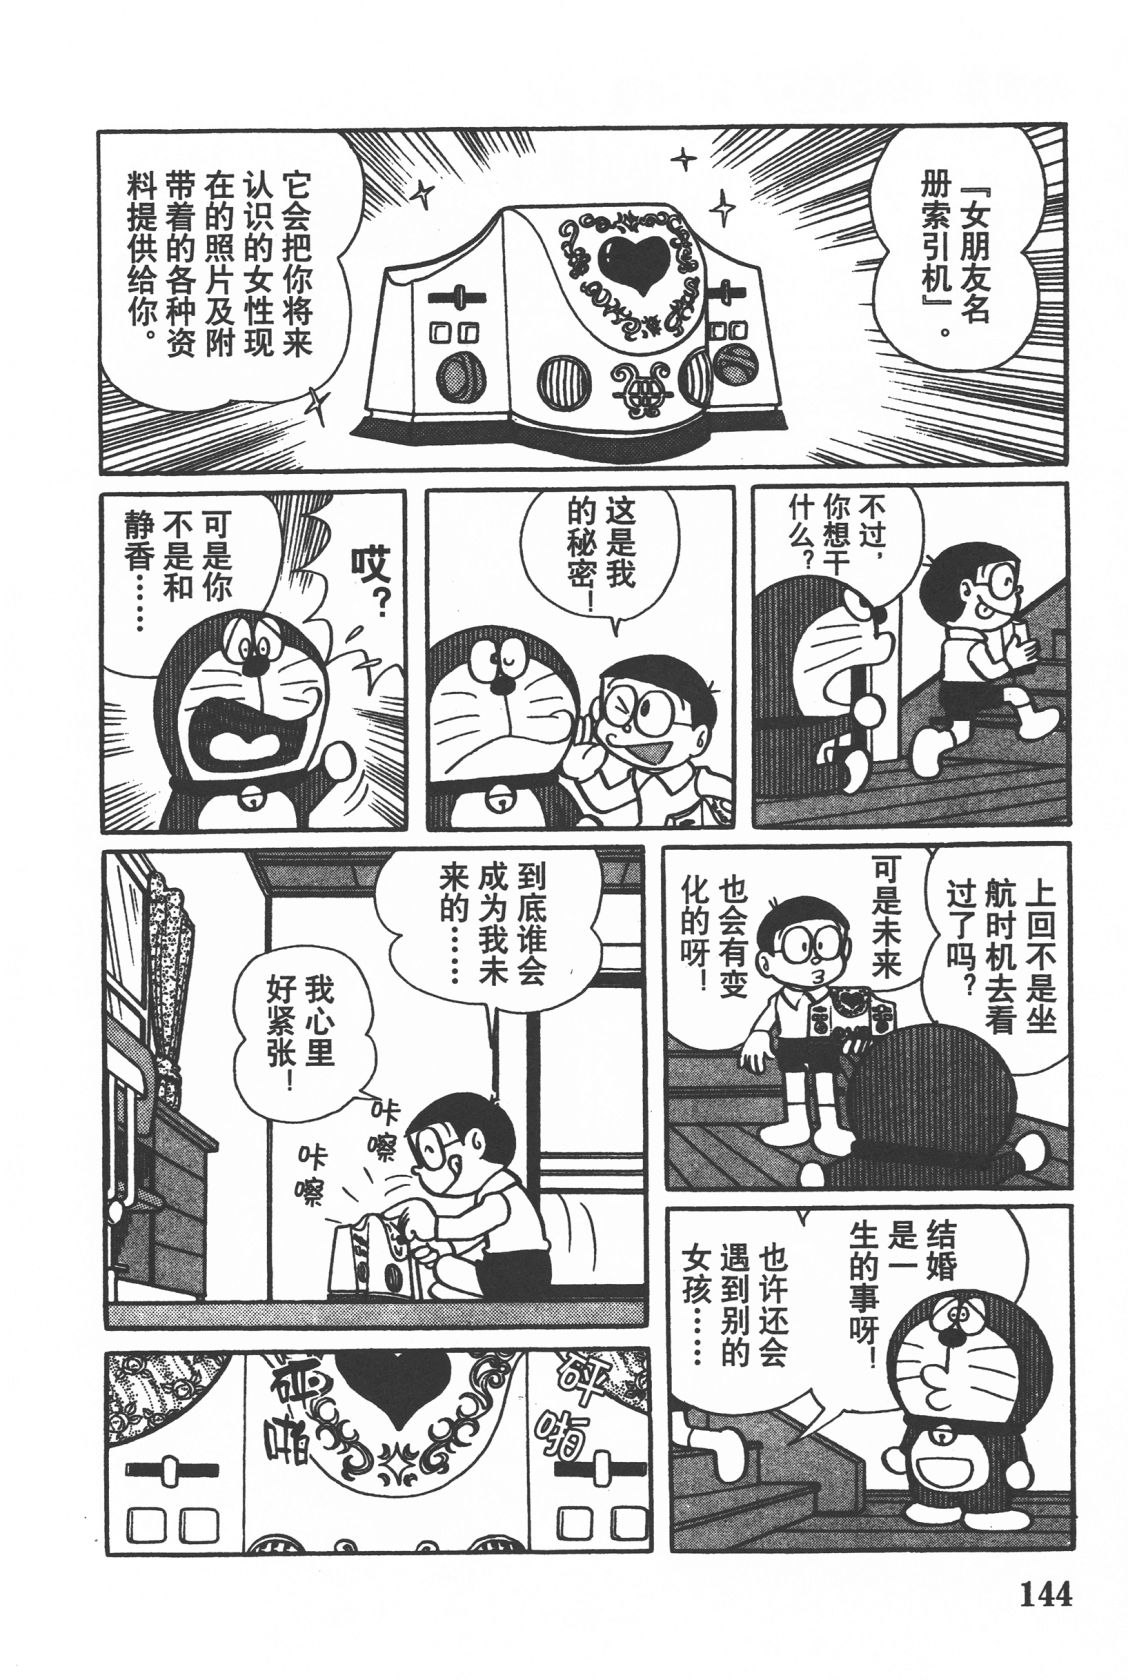 『女朋友名
册索引机』。
它会把你将来
认识的女性现
在的照片及附
带着的各种资
料提供给你。
不过，
你想干
什么？
这是我
的秘密！
哎？
可是你
不是和
静香……
上回不是坐
航时机去看
过了吗？
可是未来
也会有变
化的呀！
到底谁会
成为我未
来的……
我心里
好紧张！
咔嚓
咔嚓
结婚
是一
生的事呀！
也许还会
遇到别的
女孩……
砰啪
砰啪
144